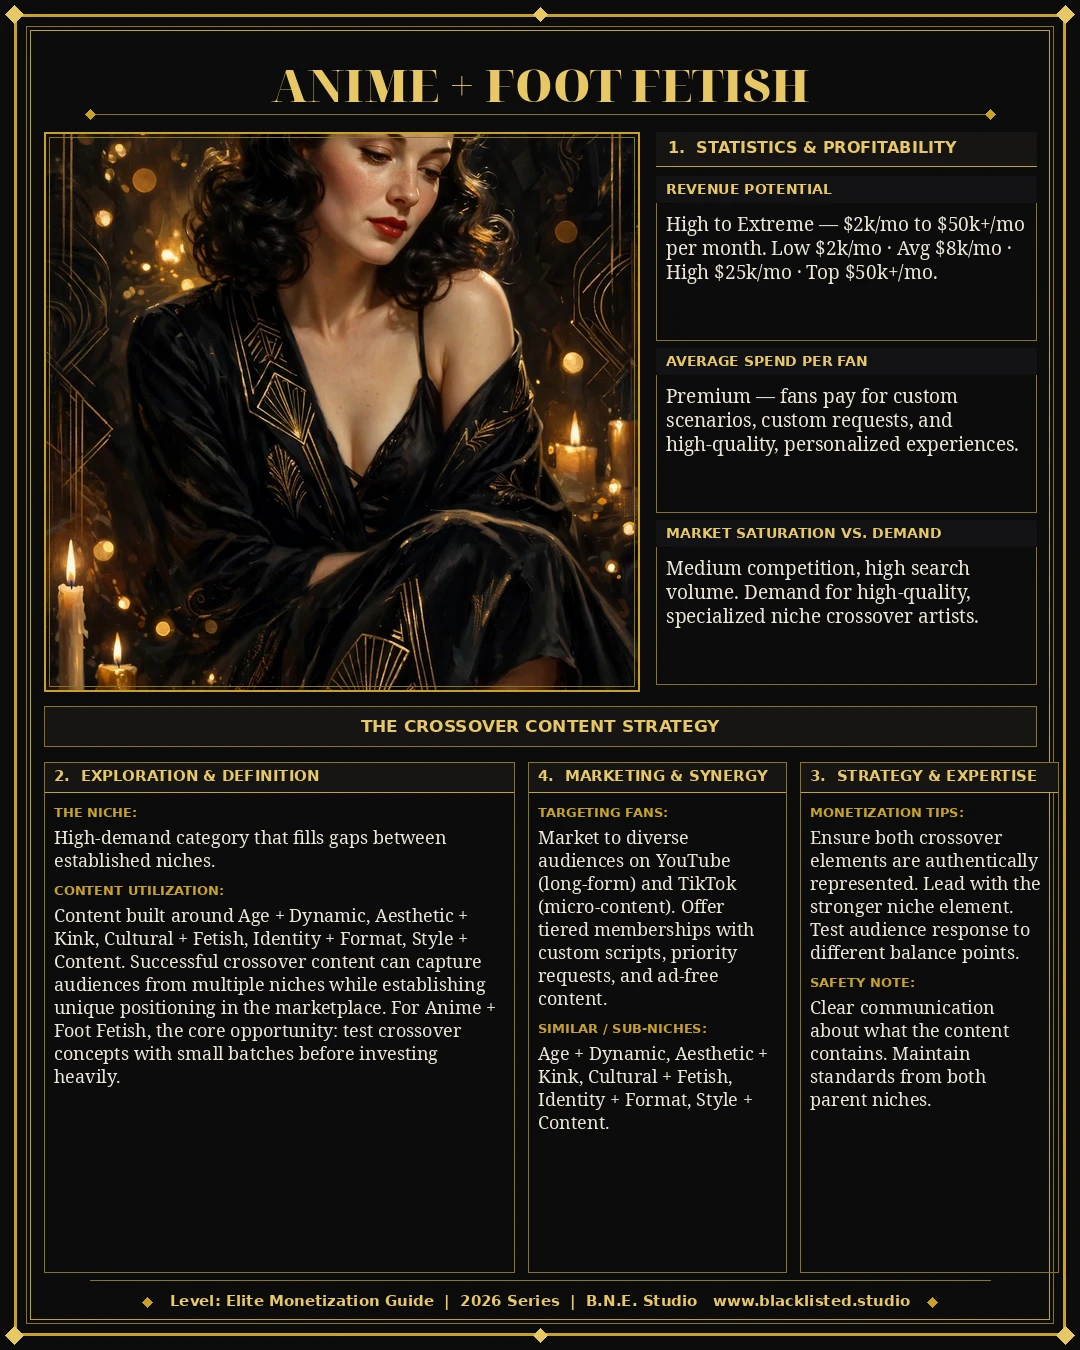 ANIME + FOOT FETISH
1. STATISTICS & PROFITABILITY
REVENUE POTENTIAL
High to Extreme — $2k/mo to $50k+/mo
per month. Low $2k/mo · Avg $8k/mo ·
High $25k/mo · Top $50k+/mo.
AVERAGE SPEND PER FAN
Premium — fans pay for custom
scenarios, custom requests, and
high-quality, personalized experiences.
MARKET SATURATION VS. DEMAND
Medium competition, high search
volume. Demand for high-quality,
specialized niche crossover artists.
THE CROSSOVER CONTENT STRATEGY
2. EXPLORATION & DEFINITION
THE NICHE:
High-demand category that fills gaps between
established niches.
CONTENT UTILIZATION:
Content built around Age + Dynamic, Aesthetic +
Kink, Cultural + Fetish, Identity + Format, Style +
Content. Successful crossover content can capture
audiences from multiple niches while establishing
unique positioning in the marketplace. For Anime +
Foot Fetish, the core opportunity: test crossover
concepts with small batches before investing
heavily.
4. MARKETING & SYNERGY
TARGETING FANS:
Market to diverse
audiences on YouTube
(long-form) and TikTok
(micro-content). Offer
tiered memberships with
custom scripts, priority
requests, and ad-free
content.
SIMILAR / SUB-NICHES:
Age + Dynamic, Aesthetic +
Kink, Cultural + Fetish,
Identity + Format, Style +
Content.
3. STRATEGY & EXPERTISE
MONETIZATION TIPS:
Ensure both crossover
elements are authentically
represented. Lead with the
stronger niche element.
Test audience response to
different balance points.
SAFETY NOTE:
Clear communication
about what the content
contains. Maintain
standards from both
parent niches.
Level: Elite Monetization Guide | 2026 Series | B.N.E. Studio www.blacklisted.studio